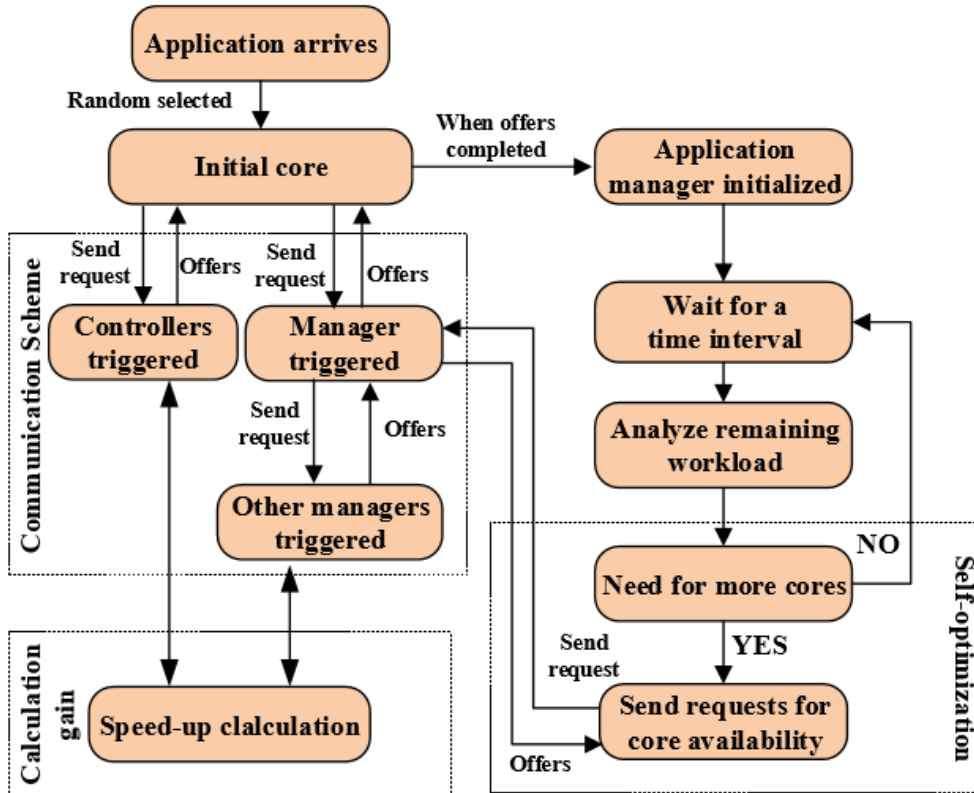 Application arrives
Random selected
Initial core
When offers
completed
Application
manager initialized
Send
request
Offers
Send
request
Offers
Communication Scheme
Controllers
triggered
Manager
triggered
Wait for a
time interval
Send
request
Offers
Analyze remaining
workload
Other managers
triggered
Need for more cores
NO
YES
Self-optimization
Send
request
Send requests for
core availability
Offers
Calculation
gain
Speed-up clalculation